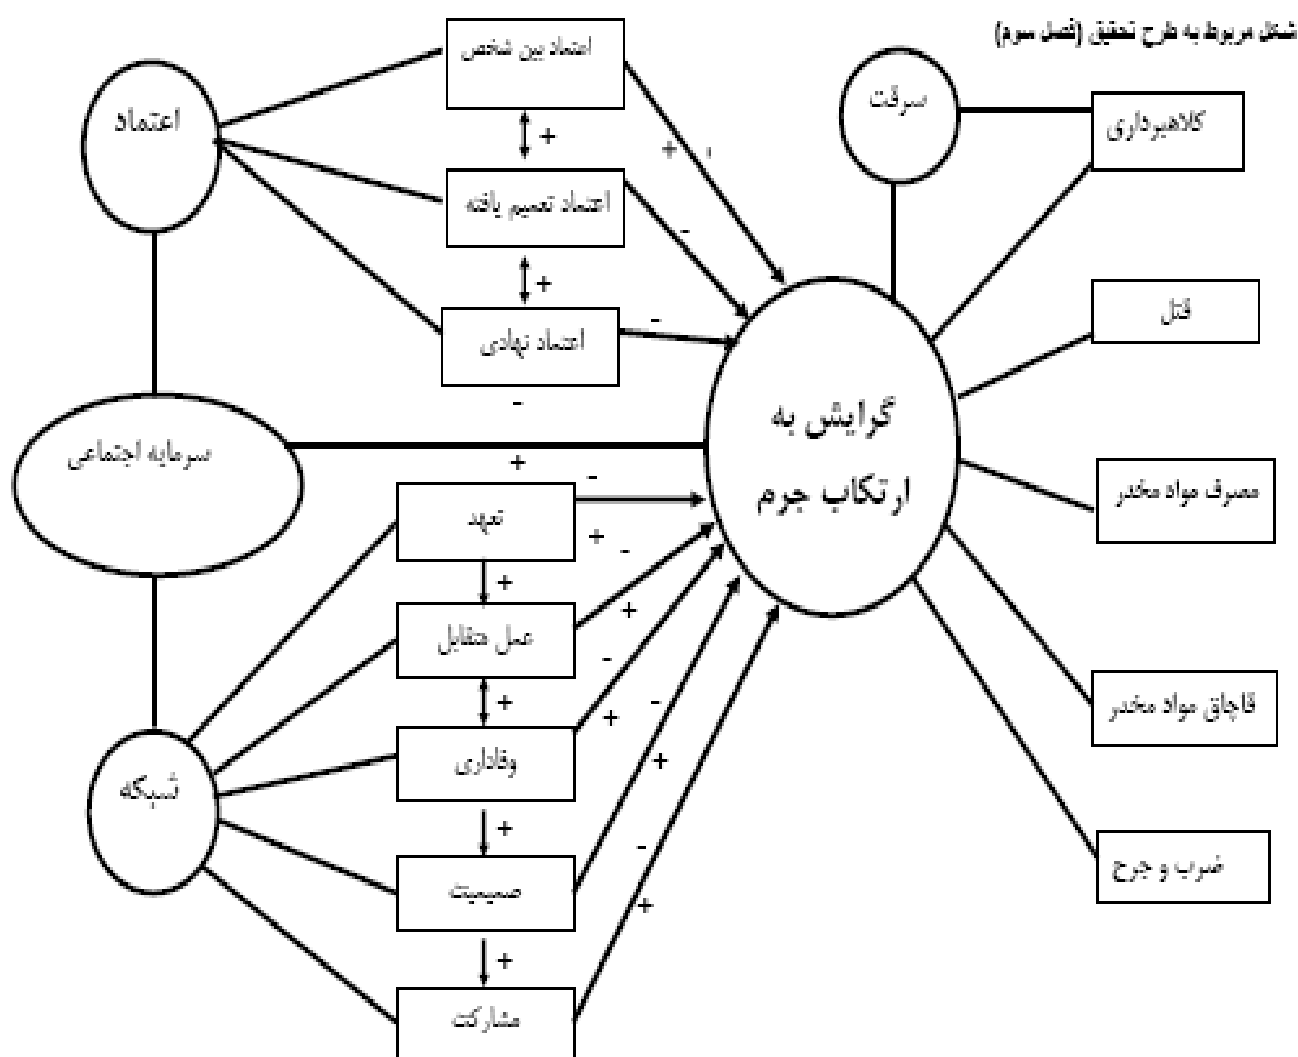 شکل مربوط به طرح تحقیق (فصل سوم)
سرقت
کلاهبرداری
قتل
مصرف مواد مخدر
قاچاق مواد مخدر
ضرب و جرح
گرایش به
ارتکاب جرم
اعتماد بین شخص
+
+
-
اعتماد تعمیم یافته
+
-
اعتماد نهادی
-
+
-
تعهد
+
-
+
عمل متقابل
+
-
+
+
وفاداری
-
+
+
صمیمیت
-
+
+
مشارکت
اعتماد
سرمایه اجتماعی
شبکه